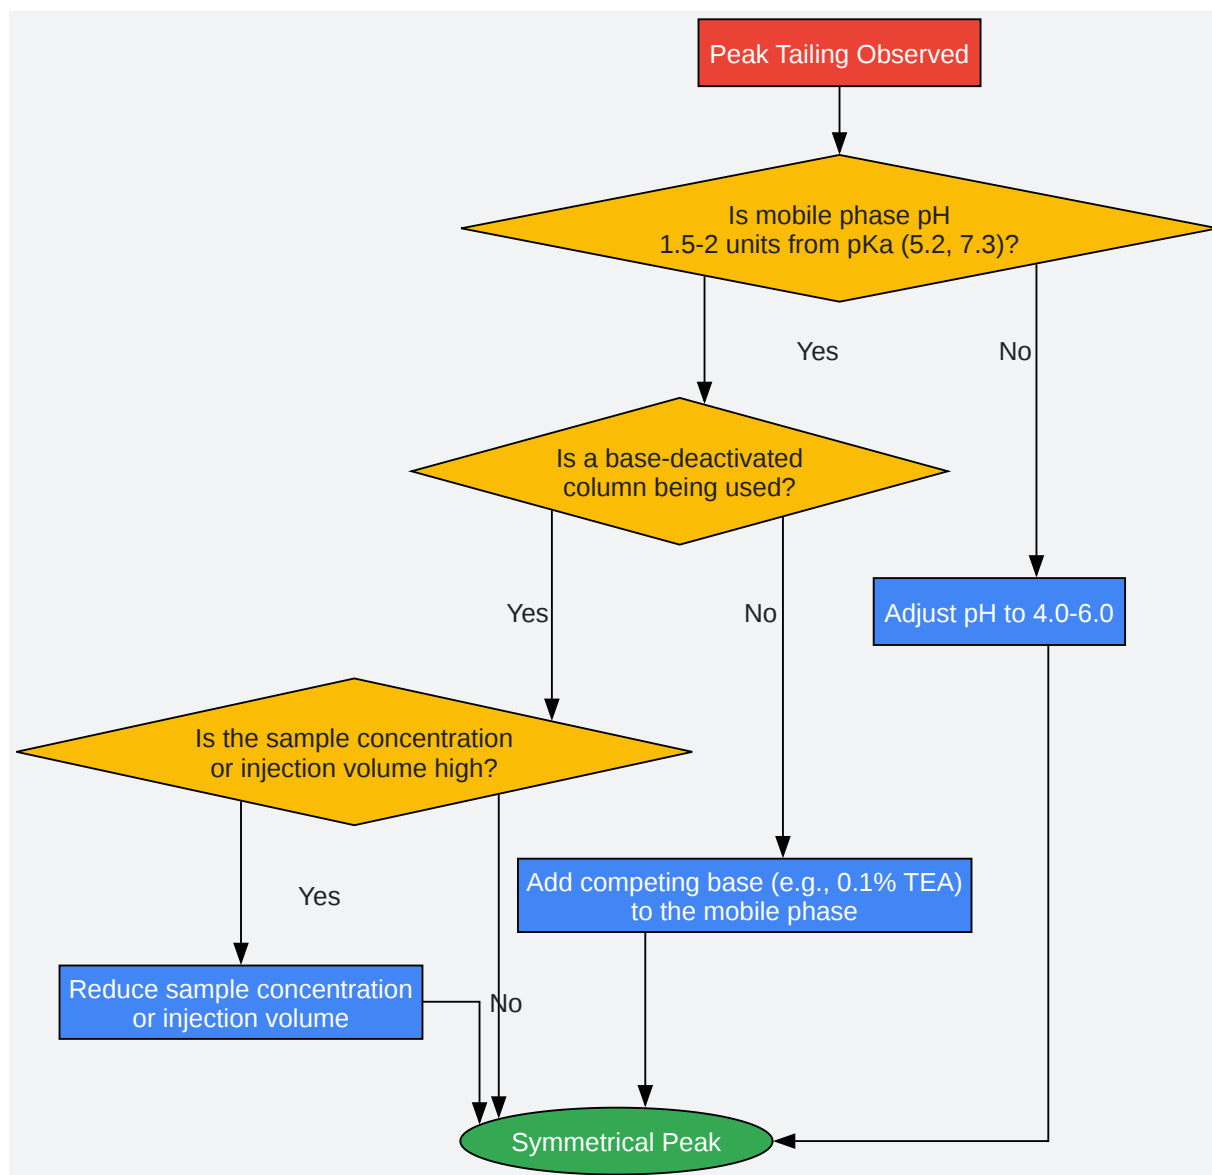 Peak Tailing Observed
Is mobile phase pH
1.5-2 units from pKa (5.2, 7.3)?
Yes
No
Is a base-deactivated
column being used?
Yes
No
Adjust pH to 4.0-6.0
Is the sample concentration
or injection volume high?
Yes
Add competing base (e.g., 0.1% TEA)
to the mobile phase
Reduce sample concentration
or injection volume
No
Symmetrical Peak